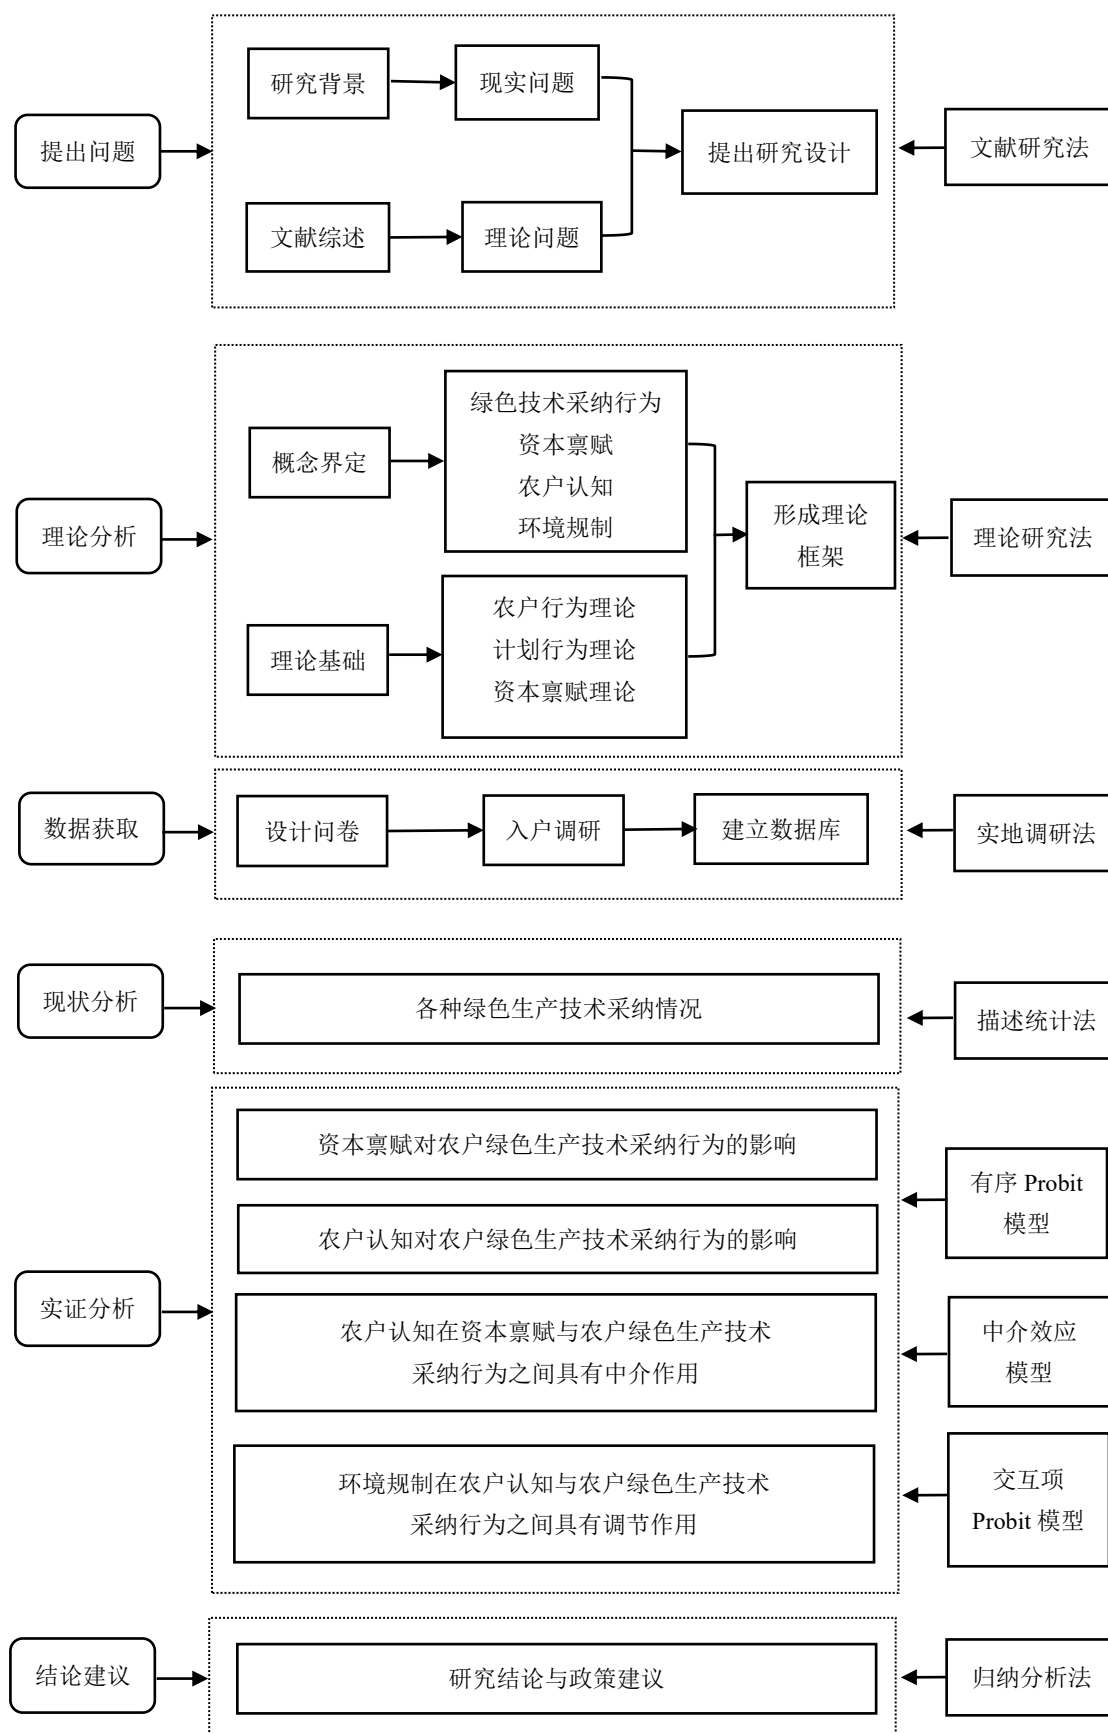 研究背景
现实问题
提出问题
提出研究设计
文献研究法
文献综述
理论问题
概念界定
绿色技术采纳行为
资本禀赋
农户认知
环境规制
理论分析
形成理论
框架
理论研究法
理论基础
农户行为理论
计划行为理论
资本禀赋理论
数据获取
设计问卷
入户调研
建立数据库
实地调研法
现状分析
各种绿色生产技术采纳情况
描述统计法
资本禀赋对农户绿色生产技术采纳行为的影响
农户认知对农户绿色生产技术采纳行为的影响
有序 Probit
模型
实证分析
农户认知在资本禀赋与农户绿色生产技术
采纳行为之间具有中介作用
中介效应
模型
环境规制在农户认知与农户绿色生产技术
采纳行为之间具有调节作用
交互项
Probit 模型
结论建议
研究结论与政策建议
归纳分析法